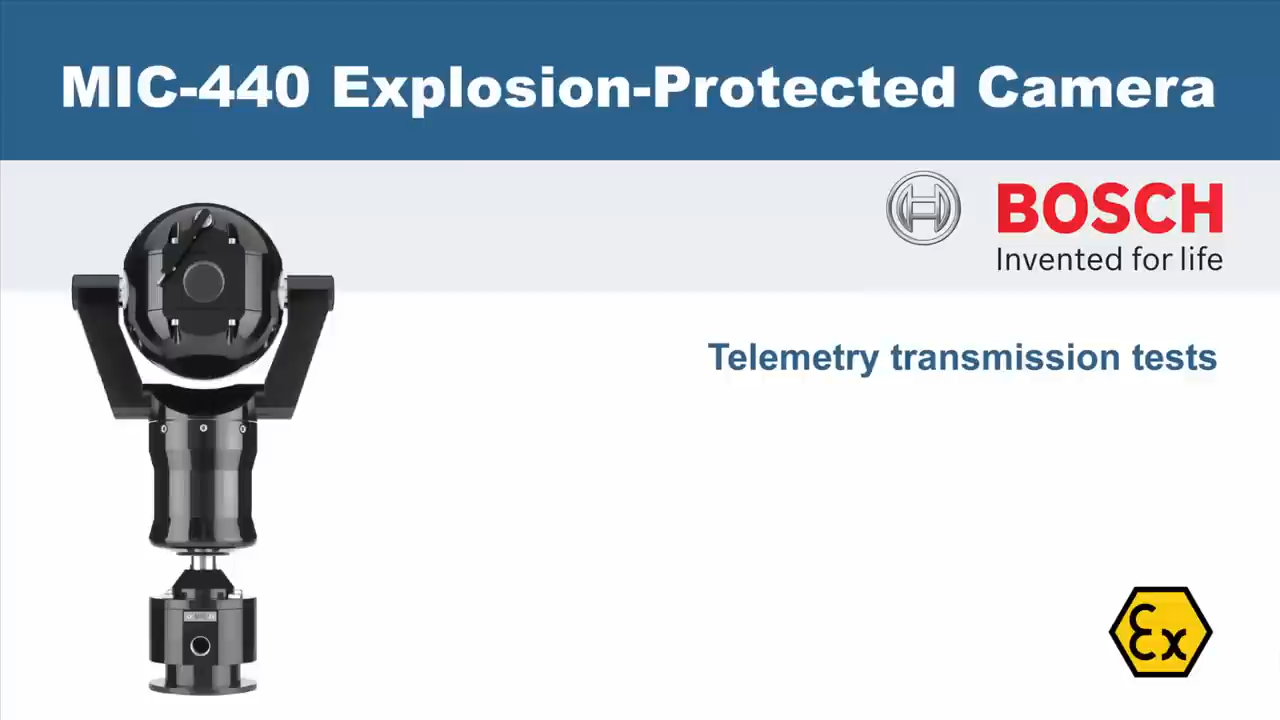 MIC-440 Explosion-Protected Camera
BOSCH
Invented for life
Telemetry transmission tests
Ex